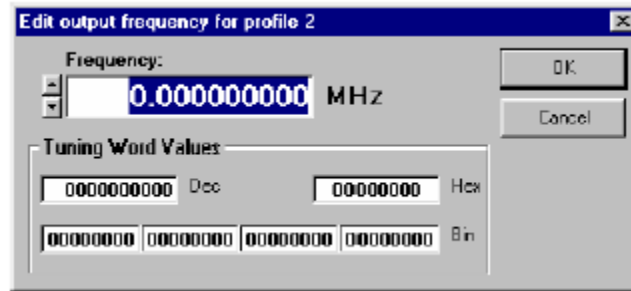 Edit output frequency for profile 2
Frequency:
0.000000000 MHz
OK
Cancel
Tuning Word Values
0000000000 Dec
00000000 Hex
00000000 00000000 00000000 00000000 Bin